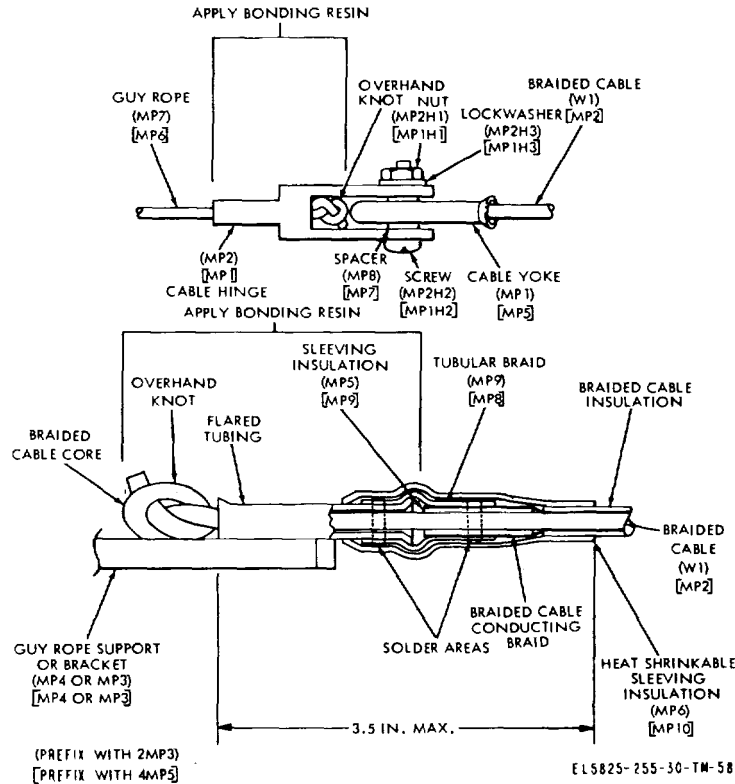 APPLY BONDING RESIN
GUY ROPE
(MP7)
[MP6]
OVERHAND
KNOT
NUT
(MP2H1)
[MP1H1]
LOCKWASHER
(MP2H3)
[MP1H3]
BRAIDED CABLE
(W1)
[MP2]
(MP2)
[MP1]
CABLE HINGE
SPACER
(MP8)
[MP7]
SCREW
(MP2H2)
[MP1H2]
CABLE YOKE
(MP1)
[MP5]
APPLY BONDING RESIN
SLEEVING
INSULATION
(MP5)
[MP9]
TUBULAR BRAID
(MP9)
[MP8]
BRAIDED CABLE
INSULATION
OVERHAND
KNOT
FLARED
TUBING
BRAIDED
CABLE CORE
BRAIDED
CABLE
(W1)
[MP2]
GUY ROPE SUPPORT
OR BRACKET
(MP4 OR MP3)
[MP4 OR MP3]
SOLDER AREAS
BRAIDED CABLE
CONDUCTING
BRAID
HEAT SHRINKABLE
SLEEVING
INSULATION
(MP6)
[MP10]
3.5 IN. MAX.
(PREFIX WITH 2MP3)
[PREFIX WITH 4MP5]
EL5825-255-30-TM-58